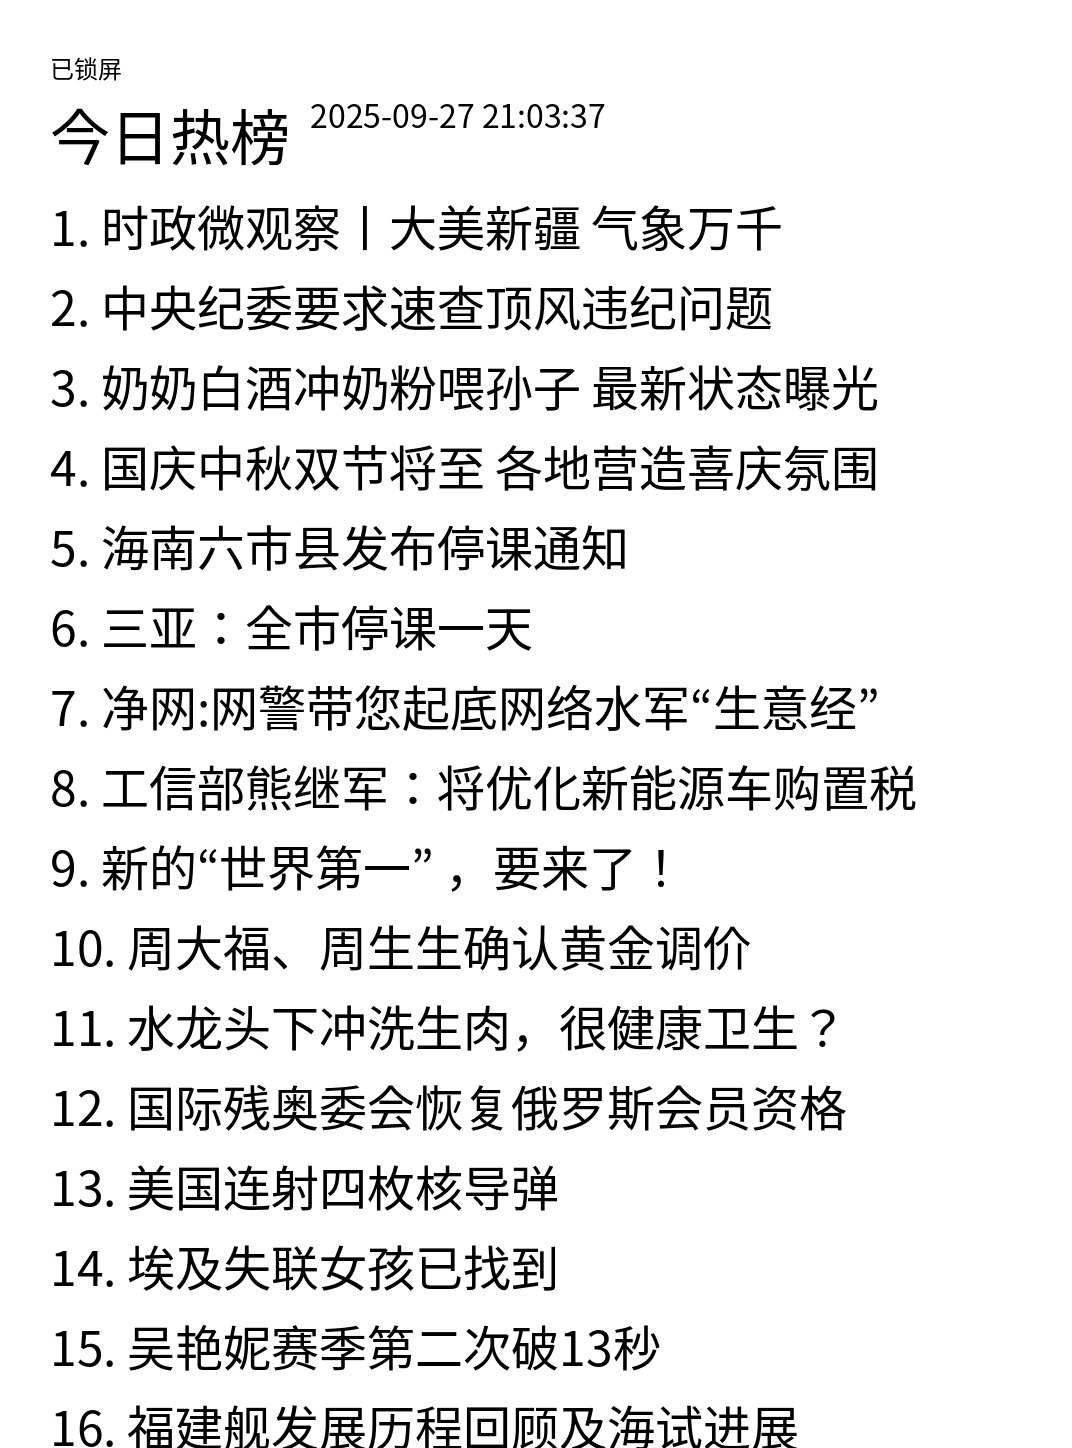 已锁屏
今日热榜 2025-09-27 21:03:37
1. 时政微观察丨大美新疆 气象万千
2. 中央纪委要求速查顶风违纪问题
3. 奶奶白酒冲奶粉喂孙子 最新状态曝光
4. 国庆中秋双节将至 各地营造喜庆氛围
5. 海南六市县发布停课通知
6. 三亚：全市停课一天
7. 净网:网警带您起底网络水军“生意经”
8. 工信部熊继军：将优化新能源车购置税
9. 新的“世界第一”，要来了！
10. 周大福、周生生确认黄金调价
11. 水龙头下冲洗生肉，很健康卫生？
12. 国际残奥委会恢复俄罗斯会员资格
13. 美国连射四枚核导弹
14. 埃及失联女孩已找到
15. 吴艳妮赛季第二次破13秒
16. 福建舰发展历程回顾及海试进展